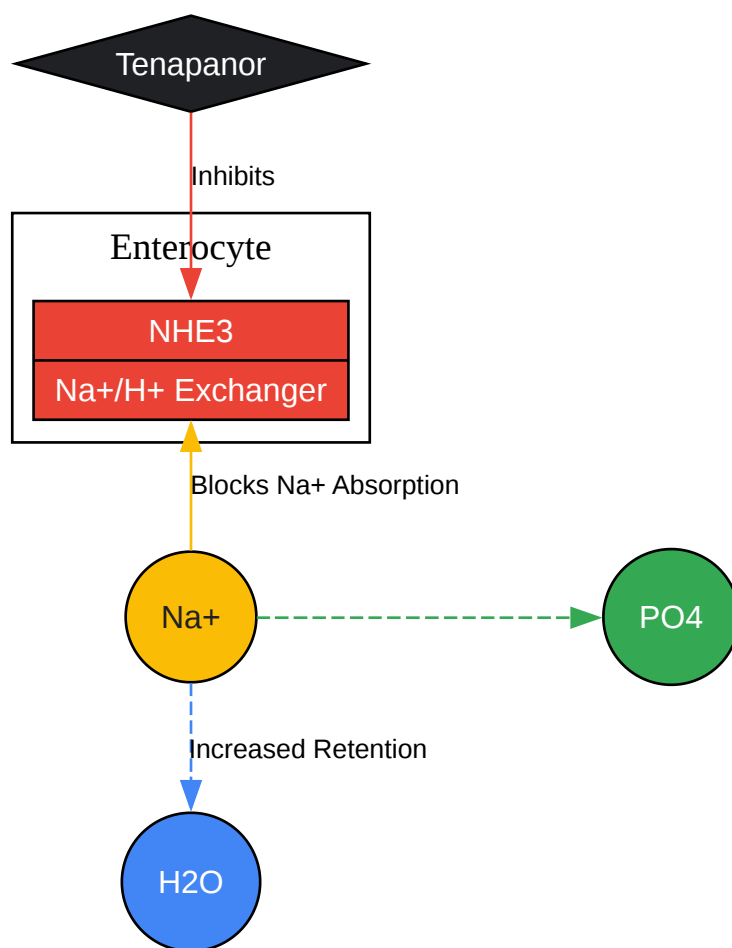 Tenapanor
Inhibits
Enterocyte
NHE3
Na+/H+ Exchanger
Blocks Na+ Absorption
Na+
PO4
Increased Retention
H2O